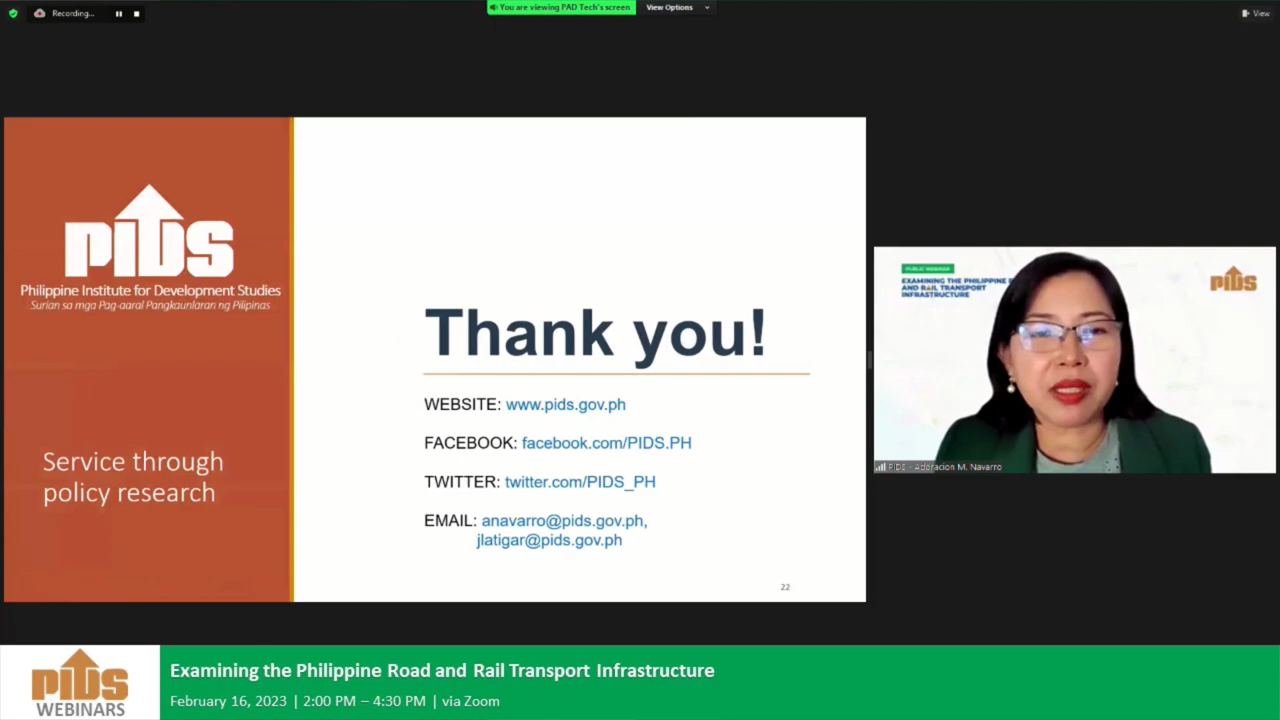 Recording...
You are viewing PAD Tech's screen
View Options
View
PIDS
Philippine Institute for Development Studies
Surian sa mga Pag-aaral Pangkaunlaran ng Pilipinas
Service through
policy research
Thank you!
WEBSITE: www.pids.gov.ph
FACEBOOK: facebook.com/PIDS.PH
TWITTER: twitter.com/PIDS_PH
EMAIL: anavarro@pids.gov.ph,
jlatigar@pids.gov.ph
22
PUBLIC WEBINAR
EXAMINING THE PHILIPPINE R
AND RAIL TRANSPORT
INFRASTRUCTURE
PIDS
PIDS - Adoracion M. Navarro
PIDS
WEBINARS
Examining the Philippine Road and Rail Transport Infrastructure
February 16, 2023 | 2:00 PM – 4:30 PM | via Zoom